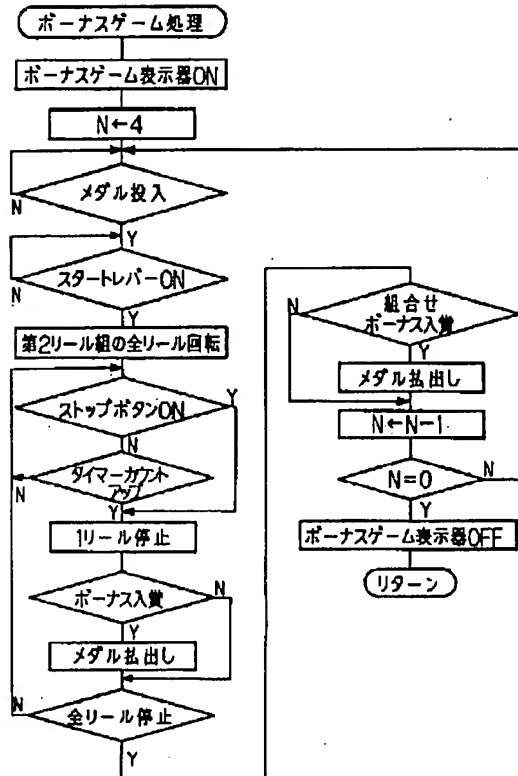 ボーナスゲーム処理
ボーナスゲーム表示器ON
N←4
メダル投入
N
Y
スタートレバーON
N
Y
第2リール組の全リール回転
ストップボタンON
Y
N
タイマーカウント
アップ
N
Y
1リール停止
ボーナス入賞
N
Y
メダル払出し
全リール停止
N
Y
組合せ
ボーナス入賞
N
Y
メダル払出し
N←N-1
N=0
N
Y
ボーナスゲーム表示器OFF
リターン